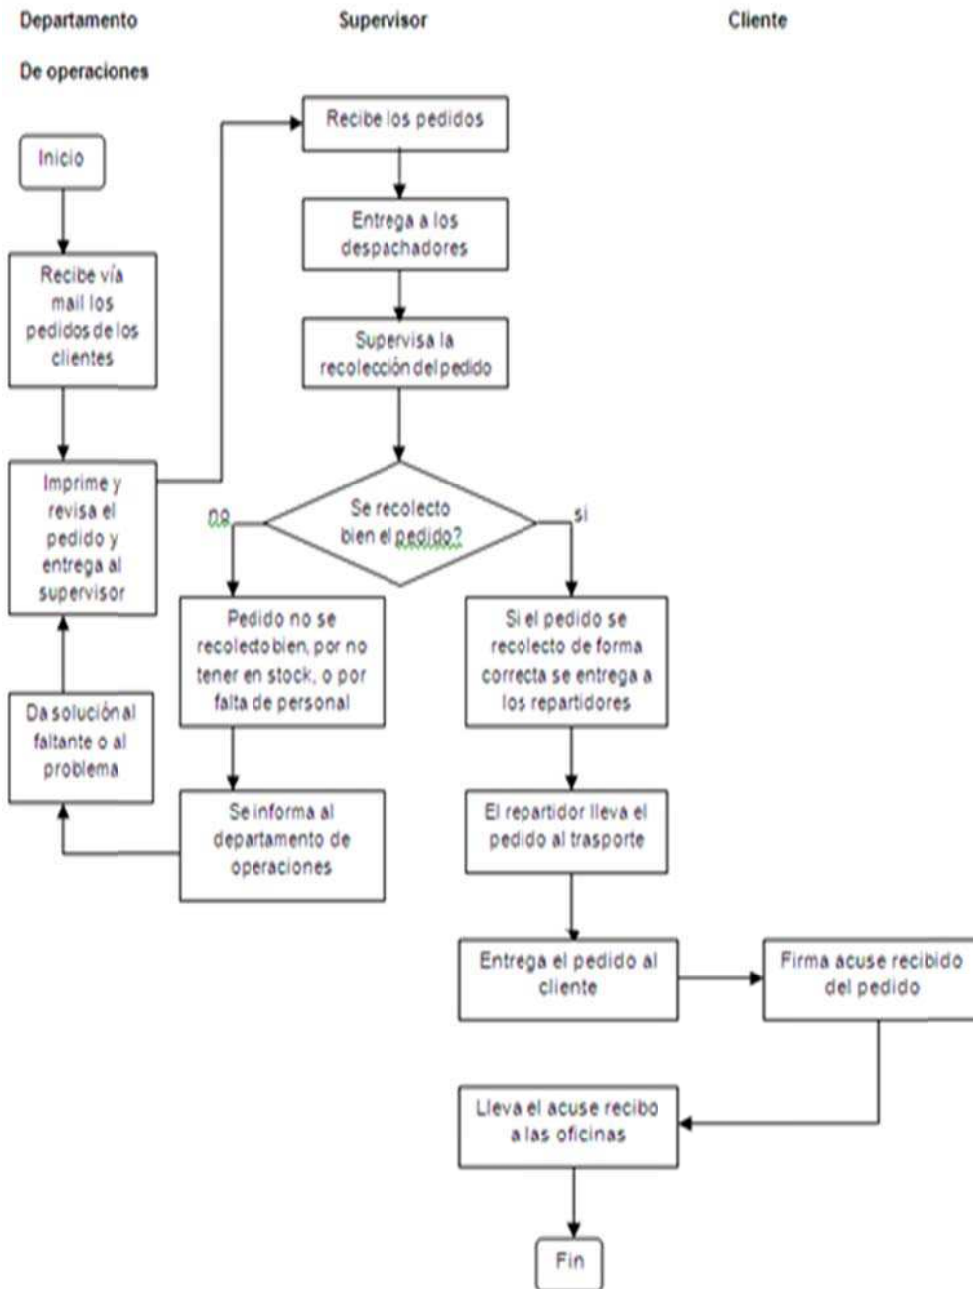 Departamento
De operaciones
Supervisor
Cliente
Inicio
Recibe vía
mail los
pedidos de los
clientes
Imprime y
revisa el
pedido y
entrega al
supervisor
Recibe los pedidos
Entrega a los
despachadores
Supervisa la
recolección del pedido
Se recolecto
bien el pedido?
no
si
Pedido no se
recolecto bien, por no
tener en stock, o por
falta de personal
Se informa al
departamento de
operaciones
Da solución al
faltante o al
problema
Si el pedido se
recolecto de forma
correcta se entrega a
los repartidores
El repartidor lleva el
pedido al trasporte
Entrega el pedido al
cliente
Firma acuse recibido
del pedido
Lleva el acuse recibo
a las oficinas
Fin